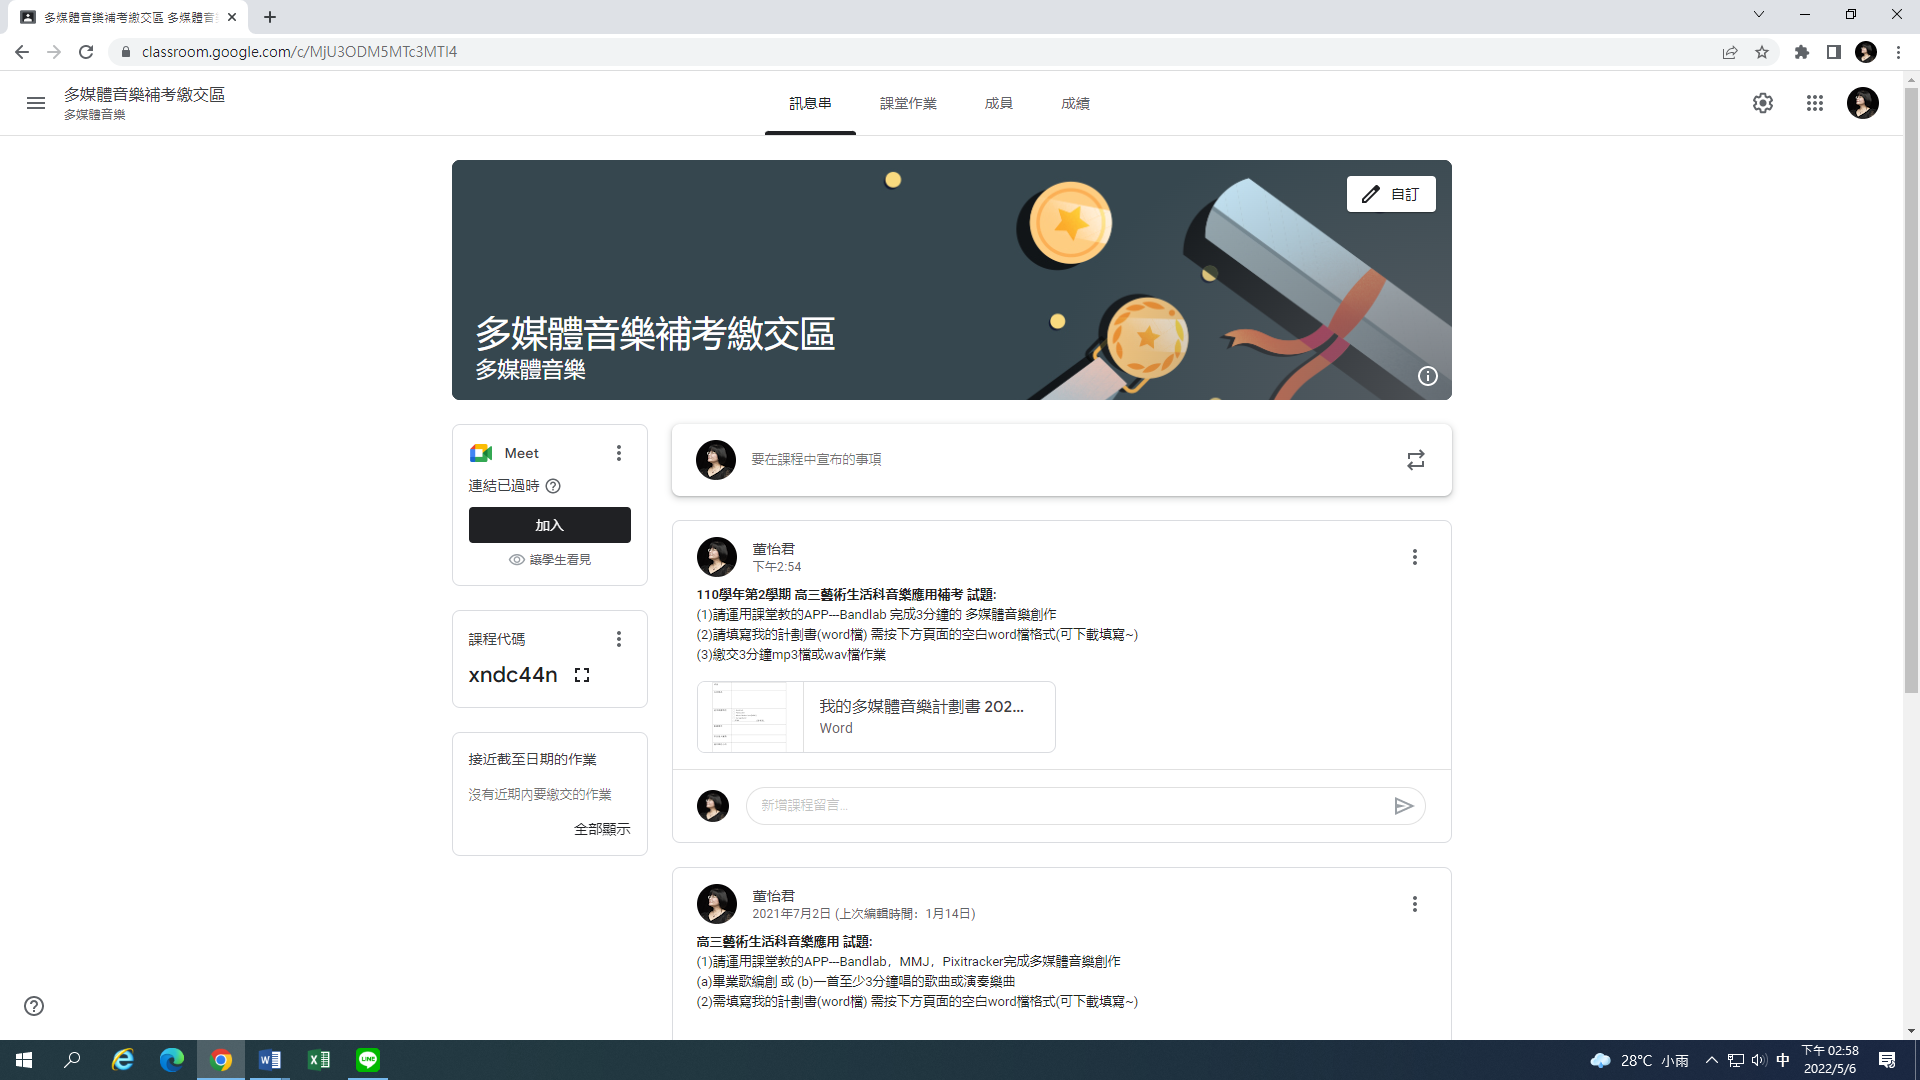 多媒體音樂補考繳交區 多媒體音
classroom.google.com/c/MjU3ODM5MTc3MTI4
多媒體音樂補考繳交區
多媒體音樂
訊息串
課堂作業
成員
成績
自訂
多媒體音樂補考繳交區
多媒體音樂
Meet
連結已過時
加入
讓學生看見
課程代碼
xndc44n
接近截至日期的作業
沒有近期內要繳交的作業
全部顯示
要在課程中宣布的事項
董怡君
下午2:54
110學年第2學期 高三藝術生活科音樂應用補考 試題:
(1)請運用課堂教的APP---Bandlab 完成3分鐘的 多媒體音樂創作
(2)請填寫我的計劃書(word檔) 需按下方頁面的空白word檔格式(可下載填寫~)
(3)繳交3分鐘mp3檔或wav檔作業
我的多媒體音樂計劃書 202...
Word
新增課程留言...
董怡君
2021年7月2日 (上次編輯時間：1月14日)
高三藝術生活科音樂應用 試題:
(1)請運用課堂教的APP---Bandlab，MMJ，Pixitracker完成多媒體音樂創作
(a)畢業歌編創 或 (b)一首至少3分鐘唱的歌曲或演奏樂曲
(2)需填寫我的計劃書(word檔) 需按下方頁面的空白word檔格式(可下載填寫~)
28°C 小雨
中
下午 02:58
2022/5/6